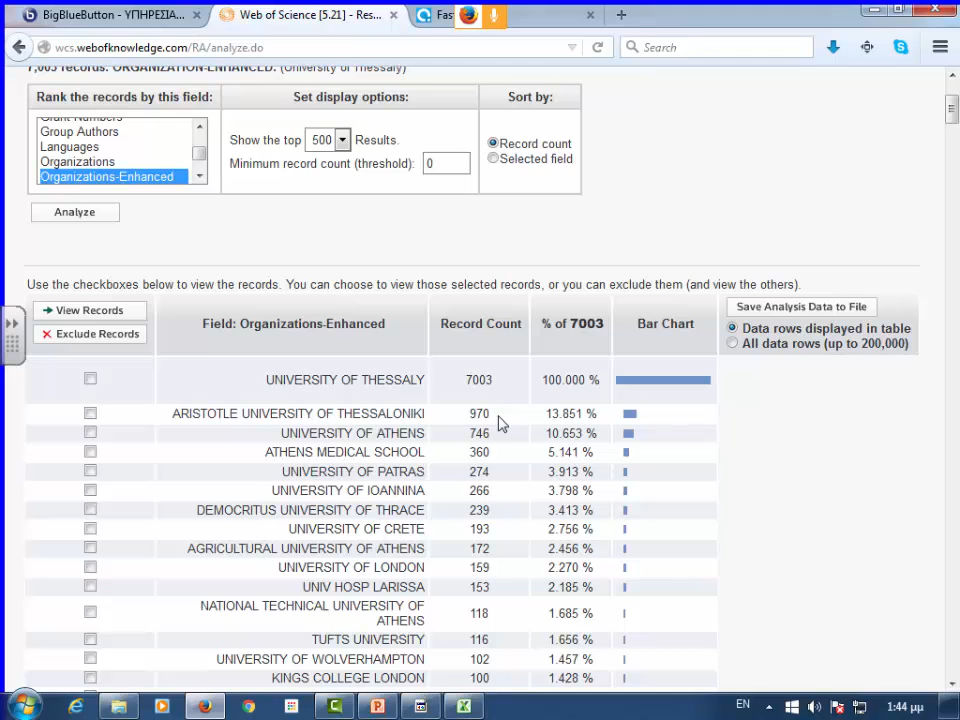 BigBlueButton - ΥΠΗΡΕΣΙΑ...
Web of Science [5.21] - Res...
Fas
wcs.webofknowledge.com/RA/analyze.do
Search
7,003 records. ORGANIZATION-ENHANCED: (University of Thessaly)
Rank the records by this field:
Set display options:
Sort by:
Grant Numbers
Group Authors
Languages
Organizations
Organizations-Enhanced
Show the top 500 Results.
Minimum record count (threshold): 0
Record count
Selected field
Analyze
Use the checkboxes below to view the records. You can choose to view those selected records, or you can exclude them (and view the others).
View Records
Exclude Records
Field: Organizations-Enhanced
Record Count
% of 7003
Bar Chart
Save Analysis Data to File
Data rows displayed in table
All data rows (up to 200,000)
UNIVERSITY OF THESSALY 7003 100.000 %
ARISTOTLE UNIVERSITY OF THESSALONIKI 970 13.851 %
UNIVERSITY OF ATHENS 746 10.653 %
ATHENS MEDICAL SCHOOL 360 5.141 %
UNIVERSITY OF PATRAS 274 3.913 %
UNIVERSITY OF IOANNINA 266 3.798 %
DEMOCRITUS UNIVERSITY OF THRACE 239 3.413 %
UNIVERSITY OF CRETE 193 2.756 %
AGRICULTURAL UNIVERSITY OF ATHENS 172 2.456 %
UNIVERSITY OF LONDON 159 2.270 %
UNIV HOSP LARISSA 153 2.185 %
NATIONAL TECHNICAL UNIVERSITY OF
ATHENS 118 1.685 %
TUFTS UNIVERSITY 116 1.656 %
UNIVERSITY OF WOLVERHAMPTON 102 1.457 %
KINGS COLLEGE LONDON 100 1.428 %
EN
1:44 μμ